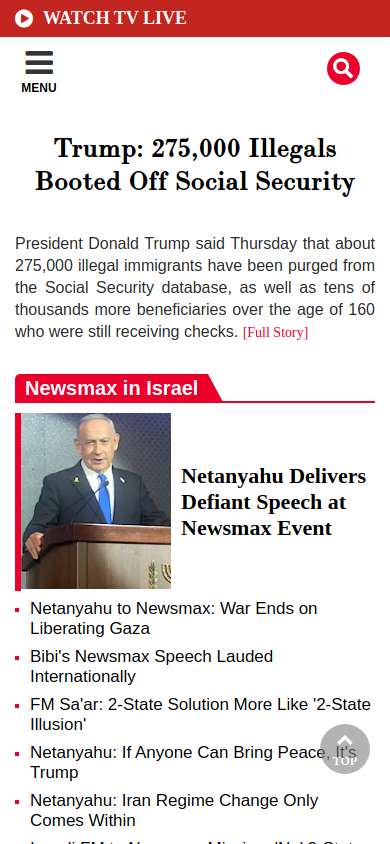 WATCH TV LIVE
MENU
Trump: 275,000 Illegals
Booted Off Social Security
President Donald Trump said Thursday that about
275,000 illegal immigrants have been purged from
the Social Security database, as well as tens of
thousands more beneficiaries over the age of 160
who were still receiving checks. [Full Story]
Newsmax in Israel
Netanyahu Delivers
Defiant Speech at
Newsmax Event
Netanyahu to Newsmax: War Ends on
Liberating Gaza
Bibi's Newsmax Speech Lauded
Internationally
FM Sa'ar: 2-State Solution More Like '2-State
Illusion'
Netanyahu: If Anyone Can Bring Peace, It's
Trump
TOP
Netanyahu: Iran Regime Change Only
Comes Within